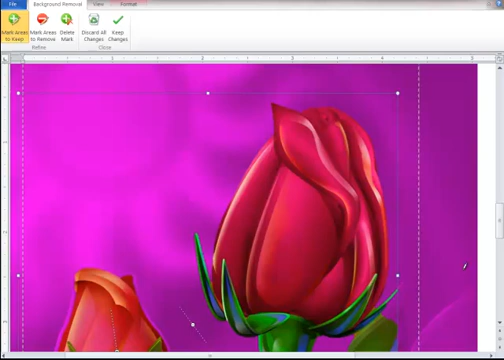 File
Background Removal
View
Format
Mark Areas to Keep
Mark Areas to Remove
Delete Mark
Discard All Changes
Keep Changes
Refine
Close